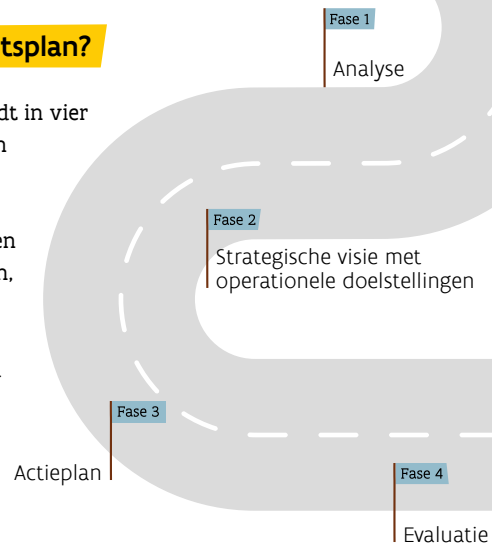 tsplan?
dt in vier
n
en
n,
Fase 1
Analyse
Fase 2
Strategische visie met
operationele doelstellingen
Fase 3
Actieplan
Fase 4
Evaluatie